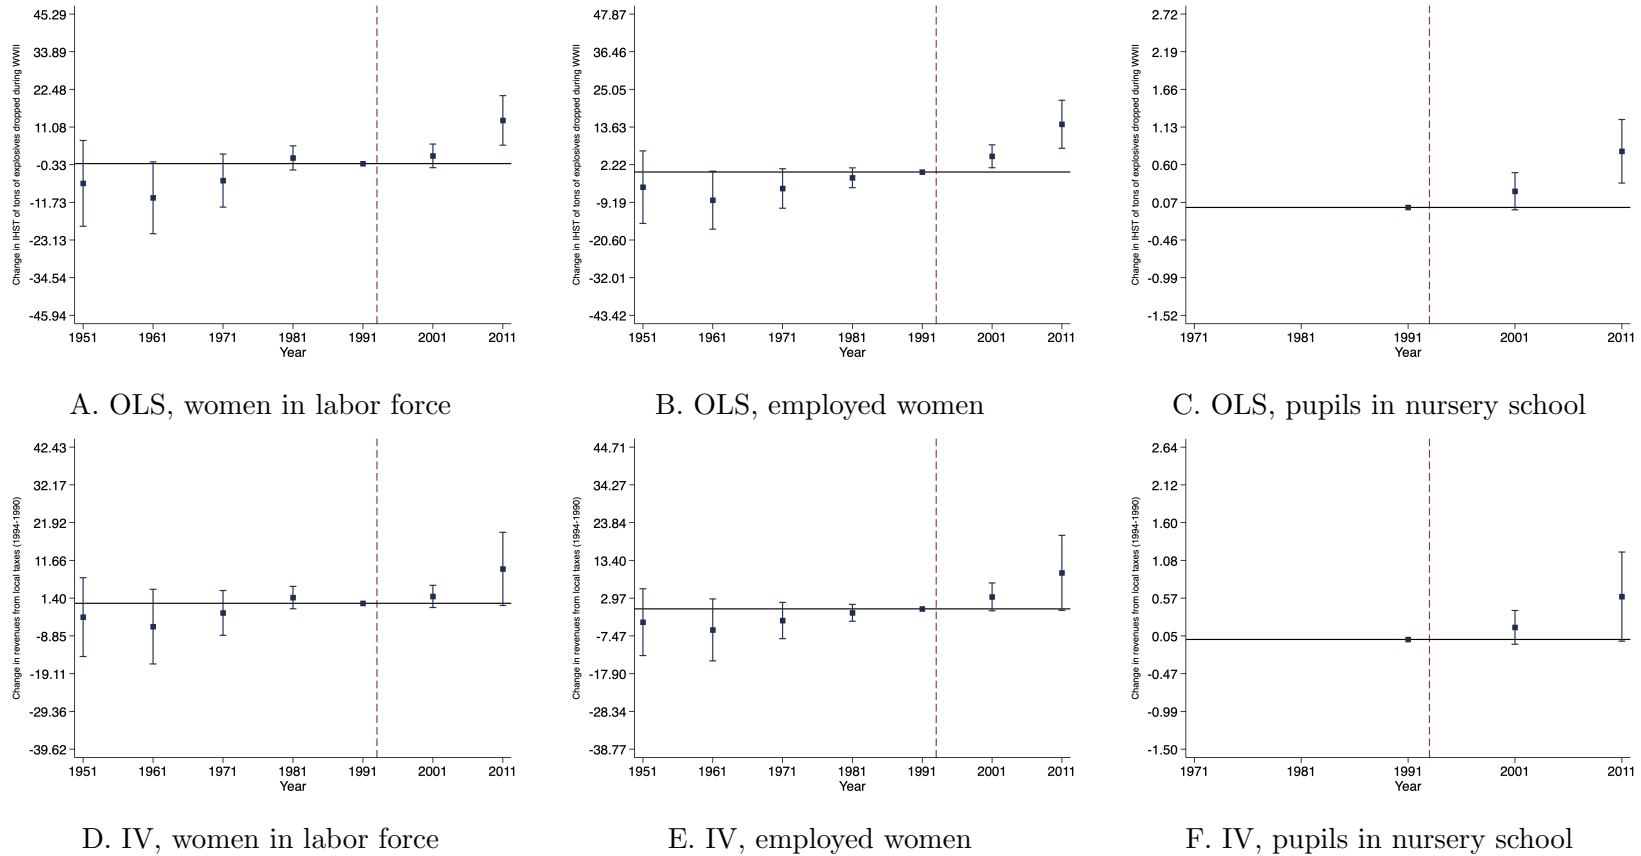 Change in IHST of tons of explosives dropped during WWII
45.29
33.89
22.48
11.08
-0.33
-11.73
-23.13
-34.54
-45.94
1951 1961 1971 1981 1991 2001 2011
Year
A. OLS, women in labor force
Change in IHST of tons of explosives dropped during WWII
47.87
36.46
25.05
13.63
2.22
-9.19
-20.60
-32.01
-43.42
1951 1961 1971 1981 1991 2001 2011
Year
B. OLS, employed women
Change in IHST of tons of explosives dropped during WWII
2.72
2.19
1.66
1.13
0.60
0.07
-0.46
-0.99
-1.52
1971 1981 1991 2001 2011
Year
C. OLS, pupils in nursery school
Change in revenues from local taxes (1994-1990)
42.43
32.17
21.92
11.66
1.40
-8.85
-19.11
-29.36
-39.62
1951 1961 1971 1981 1991 2001 2011
Year
D. IV, women in labor force
Change in revenues from local taxes (1994-1990)
44.71
34.27
23.84
13.40
2.97
-7.47
-17.90
-28.34
-38.77
1951 1961 1971 1981 1991 2001 2011
Year
E. IV, employed women
Change in revenues from local taxes (1994-1990)
2.64
2.12
1.60
1.08
0.57
0.05
-0.47
-0.99
-1.50
1971 1981 1991 2001 2011
Year
F. IV, pupils in nursery school